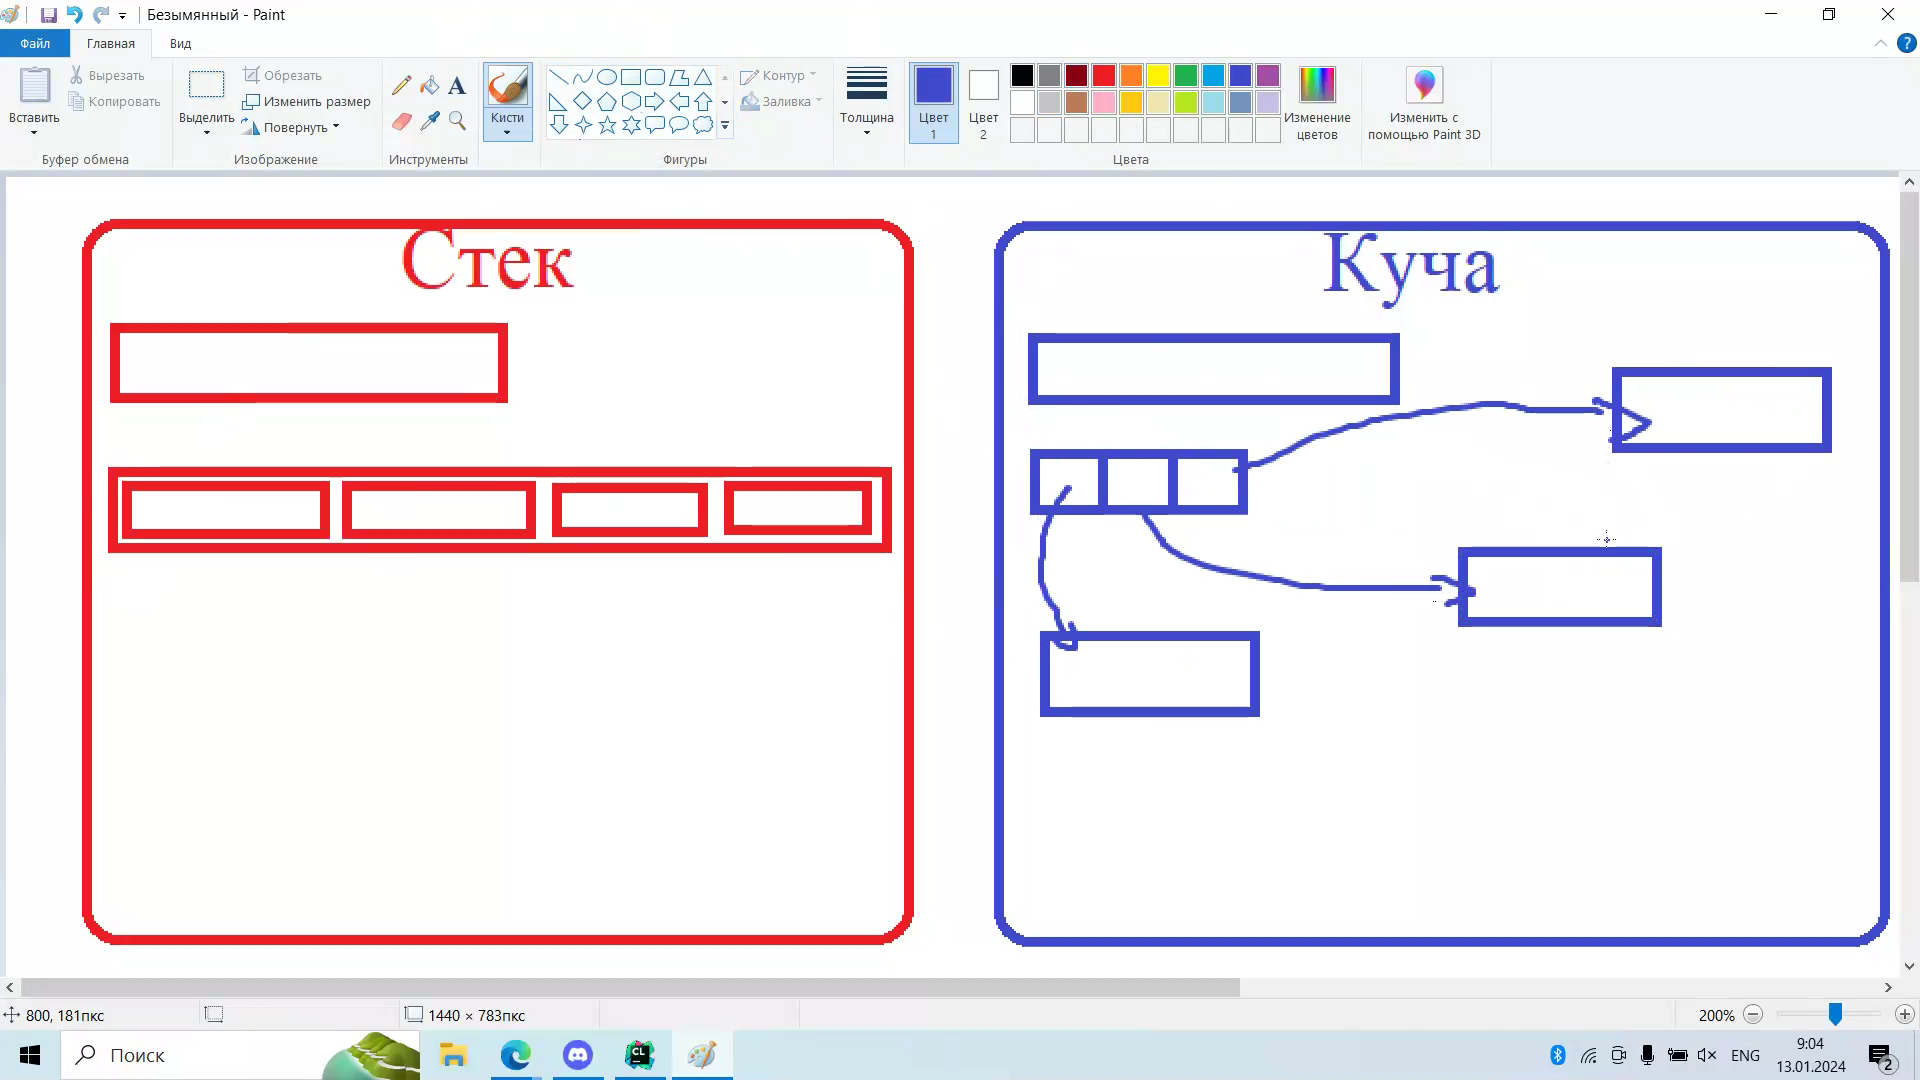 Безымянный - Paint
Файл
Главная
Вид
Вставить
Вырезать
Копировать
Буфер обмена
Выделить
Обрезать
Изменить размер
Повернуть
Изображение
A
Инструменты
Кисти
Контур
Заливка
Фигуры
Толщина
Цвет
1
Цвет
2
Изменение
цветов
Цвета
Изменить с
помощью Paint 3D
?
Стек
Куча
800, 181пкс
1440 × 783пкс
200%
Поиск
CL
ENG
9:04
13.01.2024
2